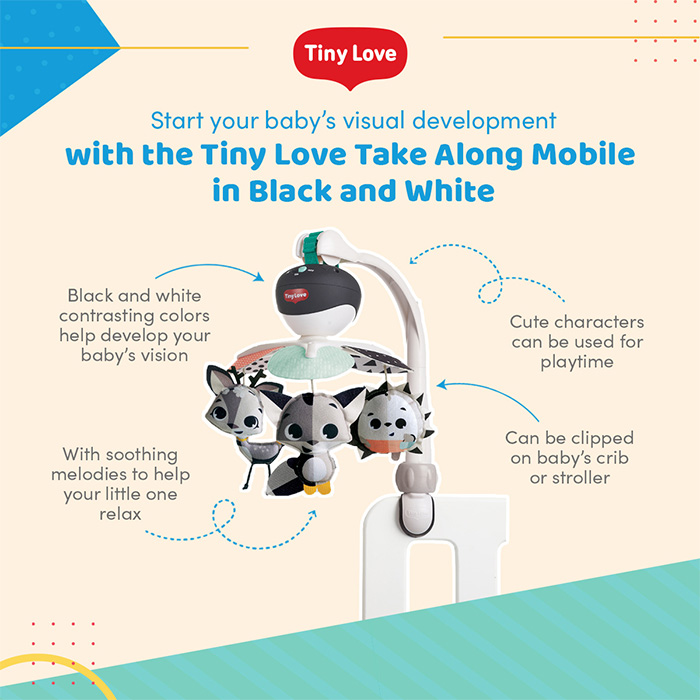 Tiny Love
Start your baby's visual development
with the Tiny Love Take Along Mobile
in Black and White
Black and white
contrasting colors
help develop your
baby's vision
Tiny Love
Cute characters
can be used for
playtime
With soothing
melodies to help
your little one
relax
Can be clipped
on baby's crib
or stroller